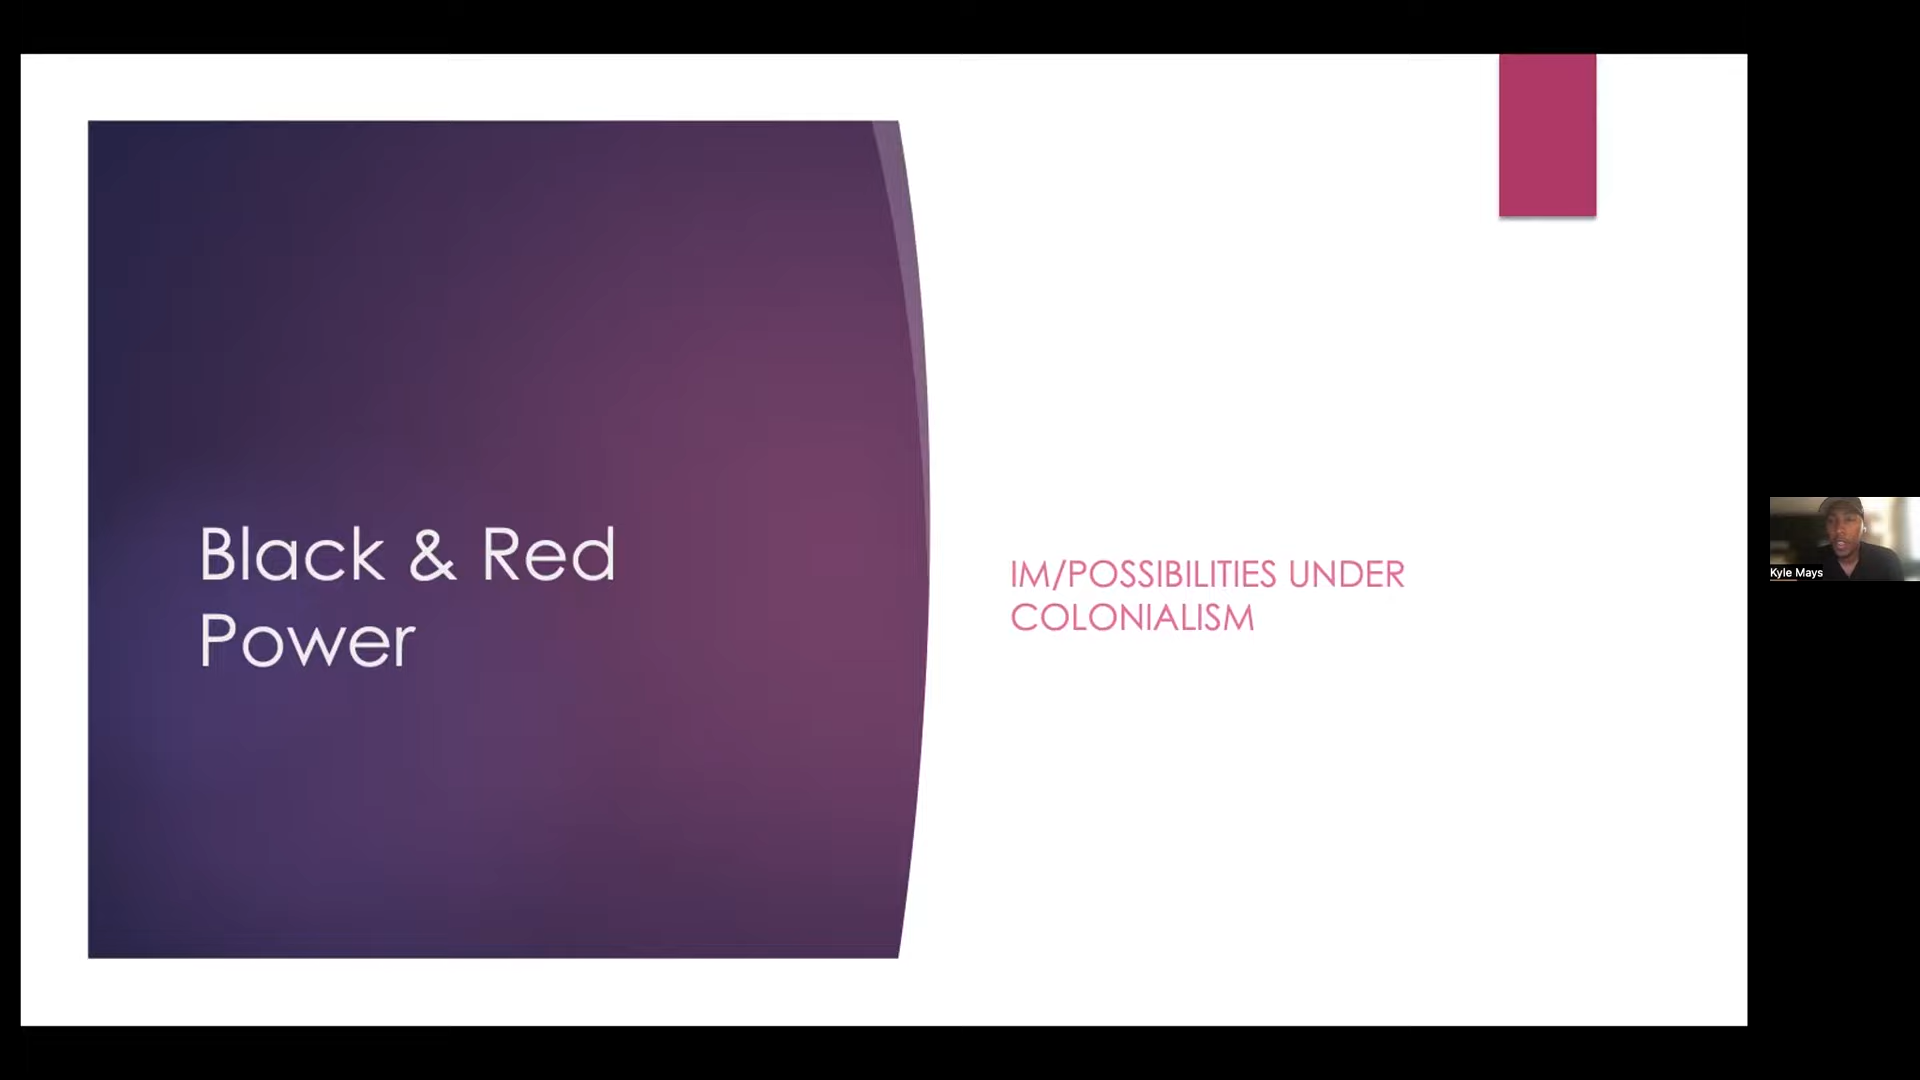 Black & Red
Power
IM/POSSIBILITIES UNDER
COLONIALISM
Kyle Mays